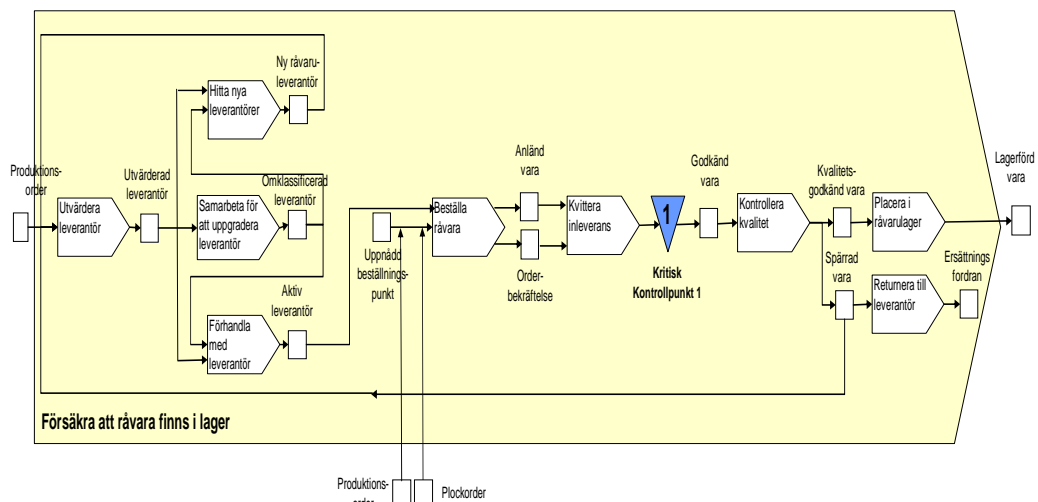 Ny råvaru-
leverantör
Hitta nya
leverantörer
Produktions-
order
Utvärdera
leverantör
Utvärderad
leverantör
Omklassificerad
leverantör
Samarbeta för
att uppgradera
leverantör
Aktiv
leverantör
Förhandla
med
leverantör
Uppnådd
beställnings-
punkt
Beställa
råvara
Anländ
vara
Order-
bekräftelse
Kvittera
inleverans
1
Kritisk
Kontrollpunkt 1
Godkänd
vara
Kontrollera
kvalitet
Kvalitets-
godkänd vara
Spärrad
vara
Placera i
råvarulager
Returnera till
leverantör
Ersättnings
fordran
Lagerförd
vara
Försäkra att råvara finns i lager
Produktions-
order
Plockorder